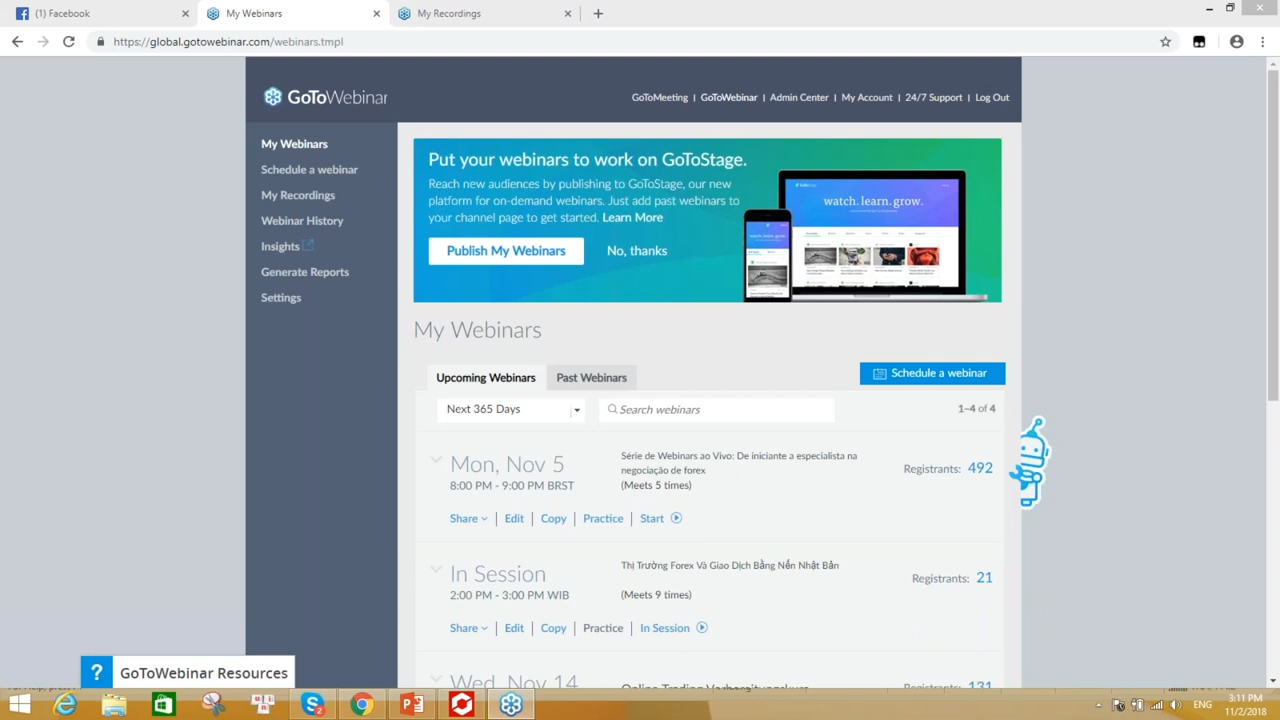 (1) Facebook
My Webinars
My Recordings
https://global.gotowebinar.com/webinars.tmpl
GoToWebinar
GoToMeeting | GoToWebinar | Admin Center | My Account | 24/7 Support | Log Out
My Webinars
Schedule a webinar
My Recordings
Webinar History
Insights
Generate Reports
Settings
Put your webinars to work on GoToStage.
Reach new audiences by publishing to GoToStage, our new
platform for on-demand webinars. Just add past webinars to
your channel page to get started. Learn More
Publish My Webinars
No, thanks
watch.learn.grow.
My Webinars
Upcoming Webinars
Past Webinars
Schedule a webinar
Next 365 Days
Search webinars
1–4 of 4
Mon, Nov 5
8:00 PM - 9:00 PM BRST
Série de Webinars ao Vivo: De iniciante a especialista na
negociação de forex
(Meets 5 times)
Registrants: 492
Share | Edit | Copy | Practice | Start
In Session
2:00 PM - 3:00 PM WIB
Thị Trường Forex Và Giao Dịch Bằng Nến Nhật Bản
(Meets 9 times)
Registrants: 21
Share | Edit | Copy | Practice | In Session
Wed, Nov 14
Online Trading
Registrants: 131
? GoToWebinar Resources
ENG
3:11 PM
11/2/2018